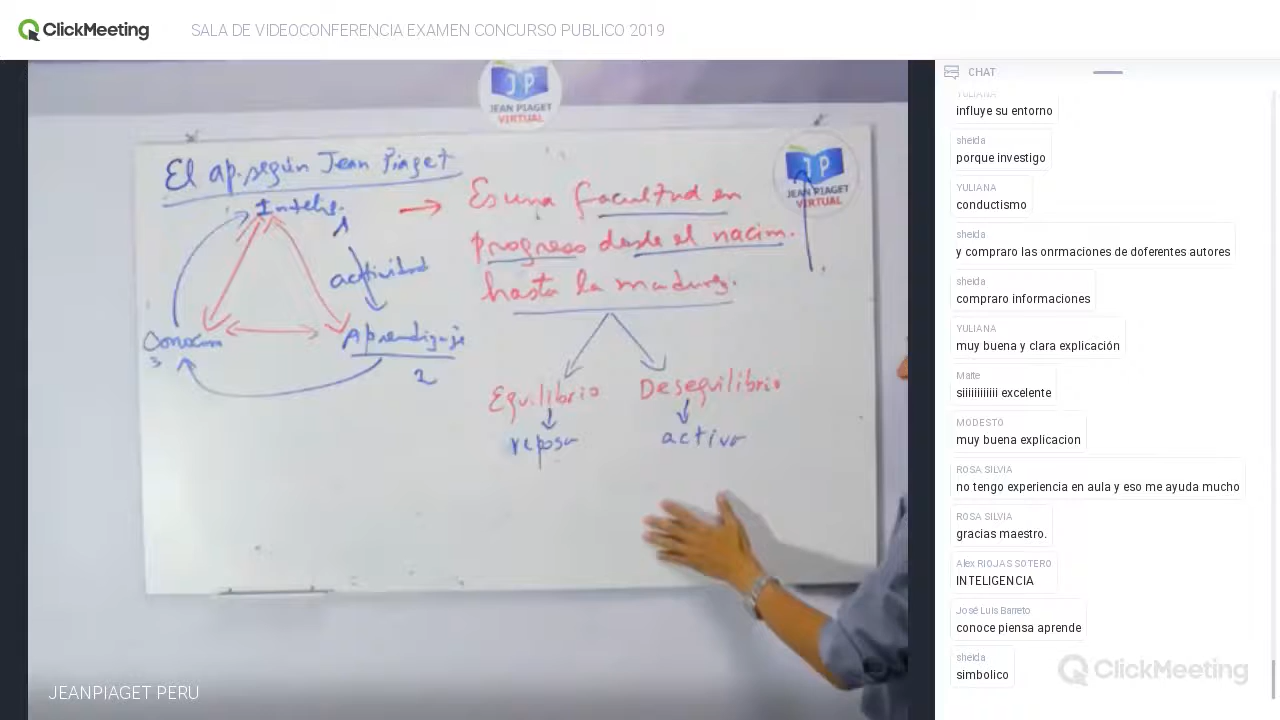 ClickMeeting
SALA DE VIDEOCONFERENCIA EXAMEN CONCURSO PUBLICO 2019
JP
JEAN PIAGET
VIRTUAL
JP
JEAN PIAGET
VIRTUAL
El ap. según Jean Piaget
Intelig.
1
actividad
Conocim
3
Aprendizaje
2
Es una facultad en
progreso desde el nacim.
hasta la madurez.
Equilibrio
Desequilibrio
reposo
activo
JEANPIAGET PERU
CHAT
YULIANA
influye su entorno
sheida
porque investigo
YULIANA
conductismo
sheida
y compraro las onrmaciones de doferentes autores
sheida
compraro informaciones
YULIANA
muy buena y clara explicación
Maite
siiiiiiiiiiiii excelente
MODESTO
muy buena explicacion
ROSA SILVIA
no tengo experiencia en aula y eso me ayuda mucho
ROSA SILVIA
gracias maestro.
Alex RIOJAS SOTERO
INTELIGENCIA
José Luis Barreto
conoce piensa aprende
sheida
simbolico
ClickMeeting